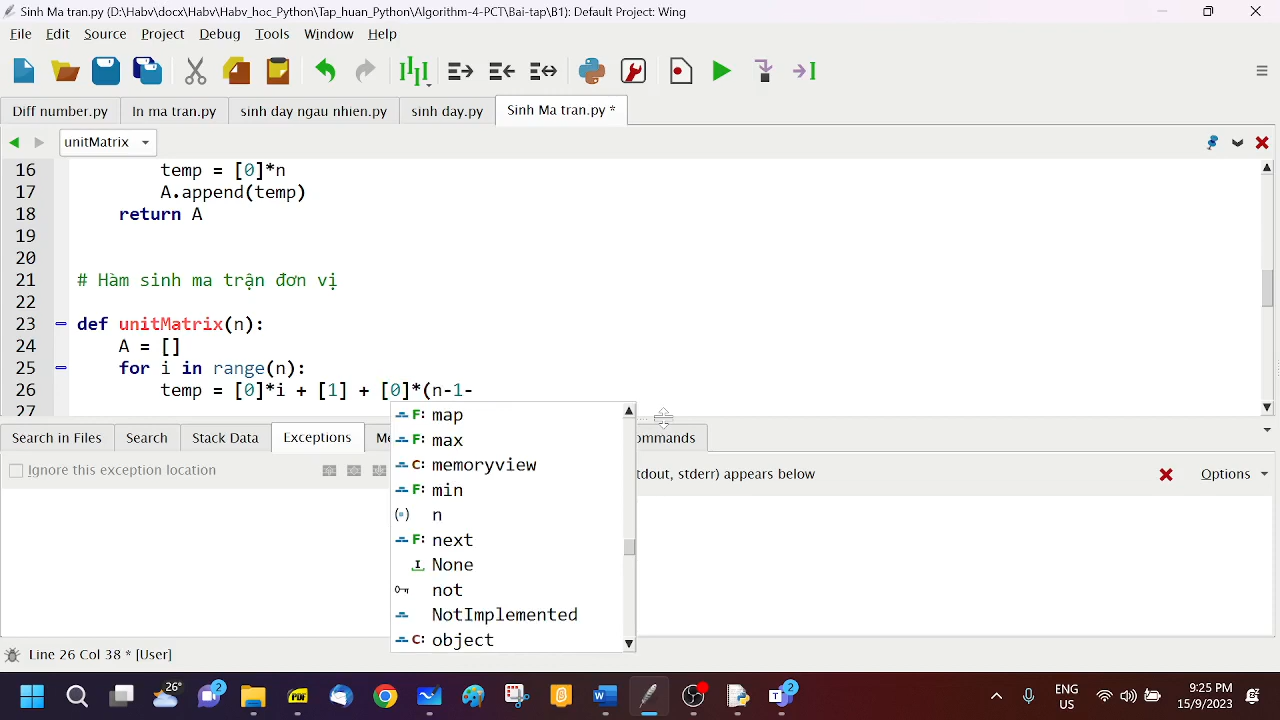 Sinh Ma tran.py (D:\Habv\docx\Habv\Habv_hoc_Python\Tap_huan_Python\Algorithm-4-PCT\Bai-tap\B1): Default Project: Wing
File Edit Source Project Debug Tools Window Help
Diff number.py In ma tran.py sinh day ngau nhien.py sinh day.py Sinh Ma tran.py *
unitMatrix
16 temp = [0]*n
17 A.append(temp)
18 return A
19
20
21 # Hàm sinh ma trận đơn vị
22
23 def unitMatrix(n):
24 A = []
25 for i in range(n):
26 temp = [0]*i + [1] + [0]*(n-1-
27
map
F: max
C: memoryview
F: min
n
F: next
None
not
NotImplemented
C: object
Search in Files Search Stack Data Exceptions Me ommands
Ignore this exception location
tdout, stderr) appears below
Options
Line 26 Col 38 * [User]
26°
2
PDF
2
ENG
US
9:25 PM
15/9/2023